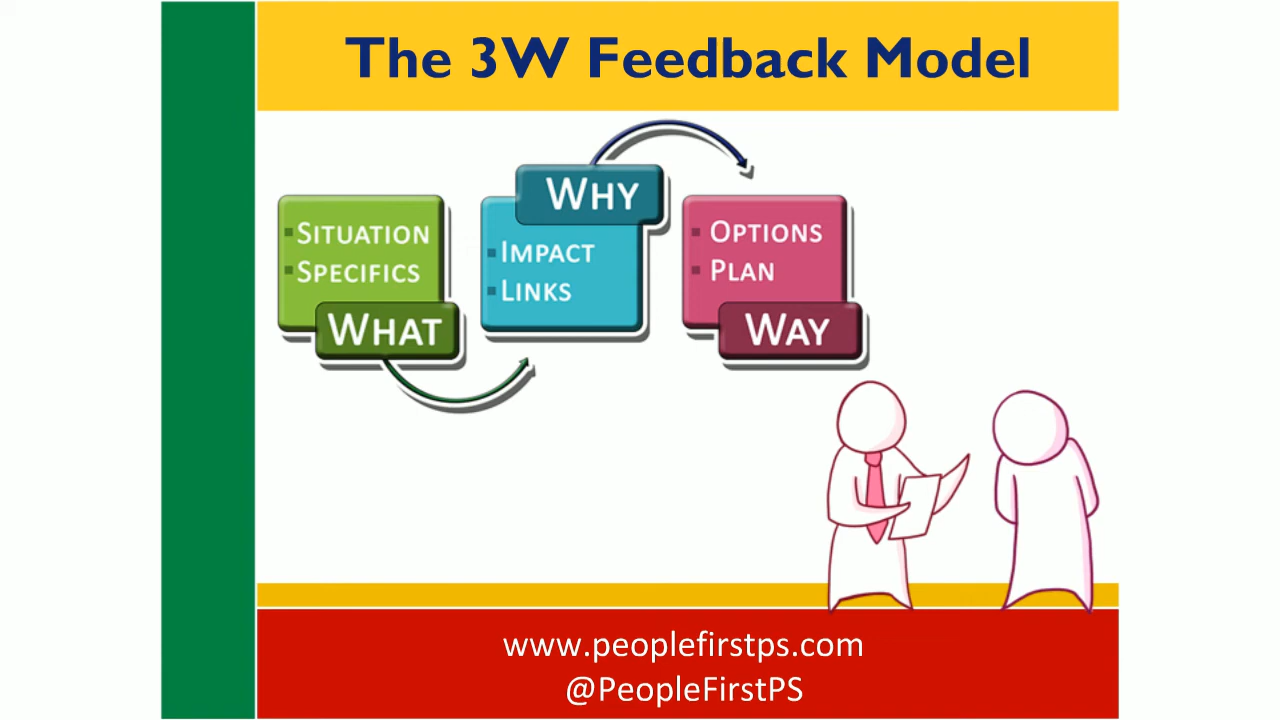 The 3W Feedback Model
SITUATION
SPECIFICS
WHAT
WHY
IMPACT
LINKS
OPTIONS
PLAN
WAY
www.peoplefirstps.com
@PeopleFirstPS